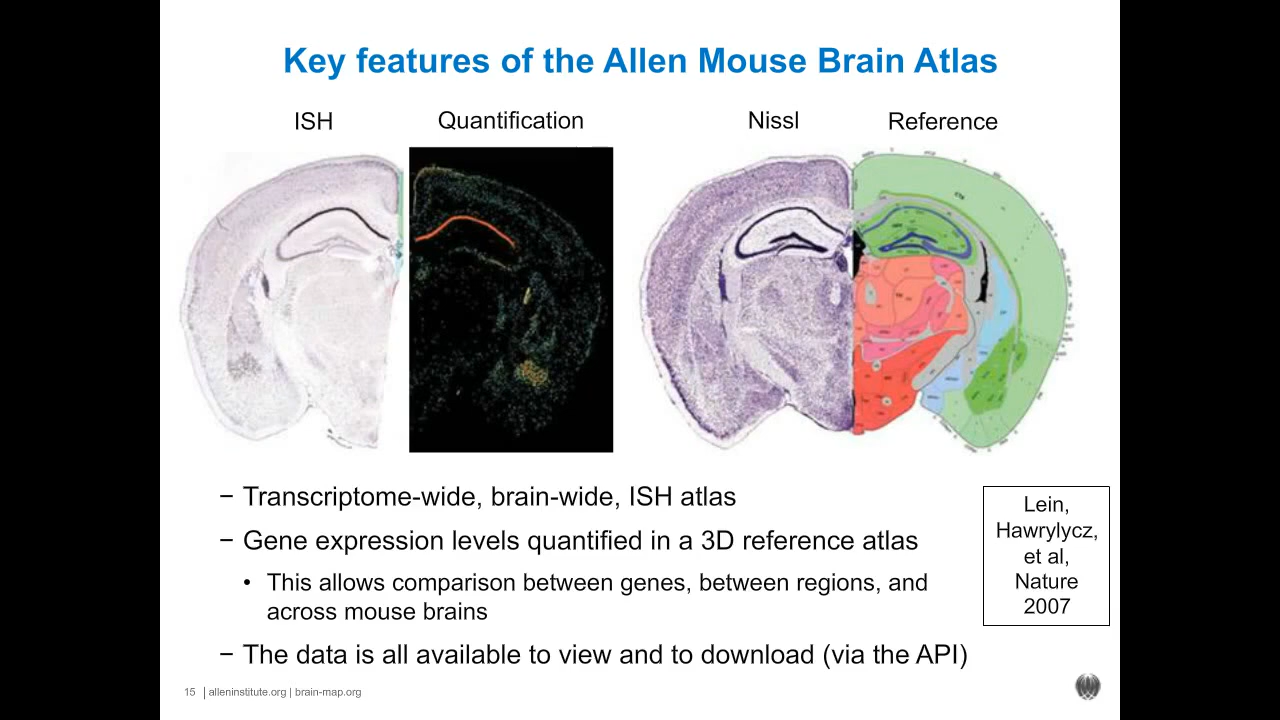 Key features of the Allen Mouse Brain Atlas
ISH
Quantification
Nissl
Reference
− Transcriptome-wide, brain-wide, ISH atlas
− Gene expression levels quantified in a 3D reference atlas
• This allows comparison between genes, between regions, and
across mouse brains
− The data is all available to view and to download (via the API)
Lein,
Hawrylycz,
et al,
Nature
2007
15 | alleninstitute.org | brain-map.org